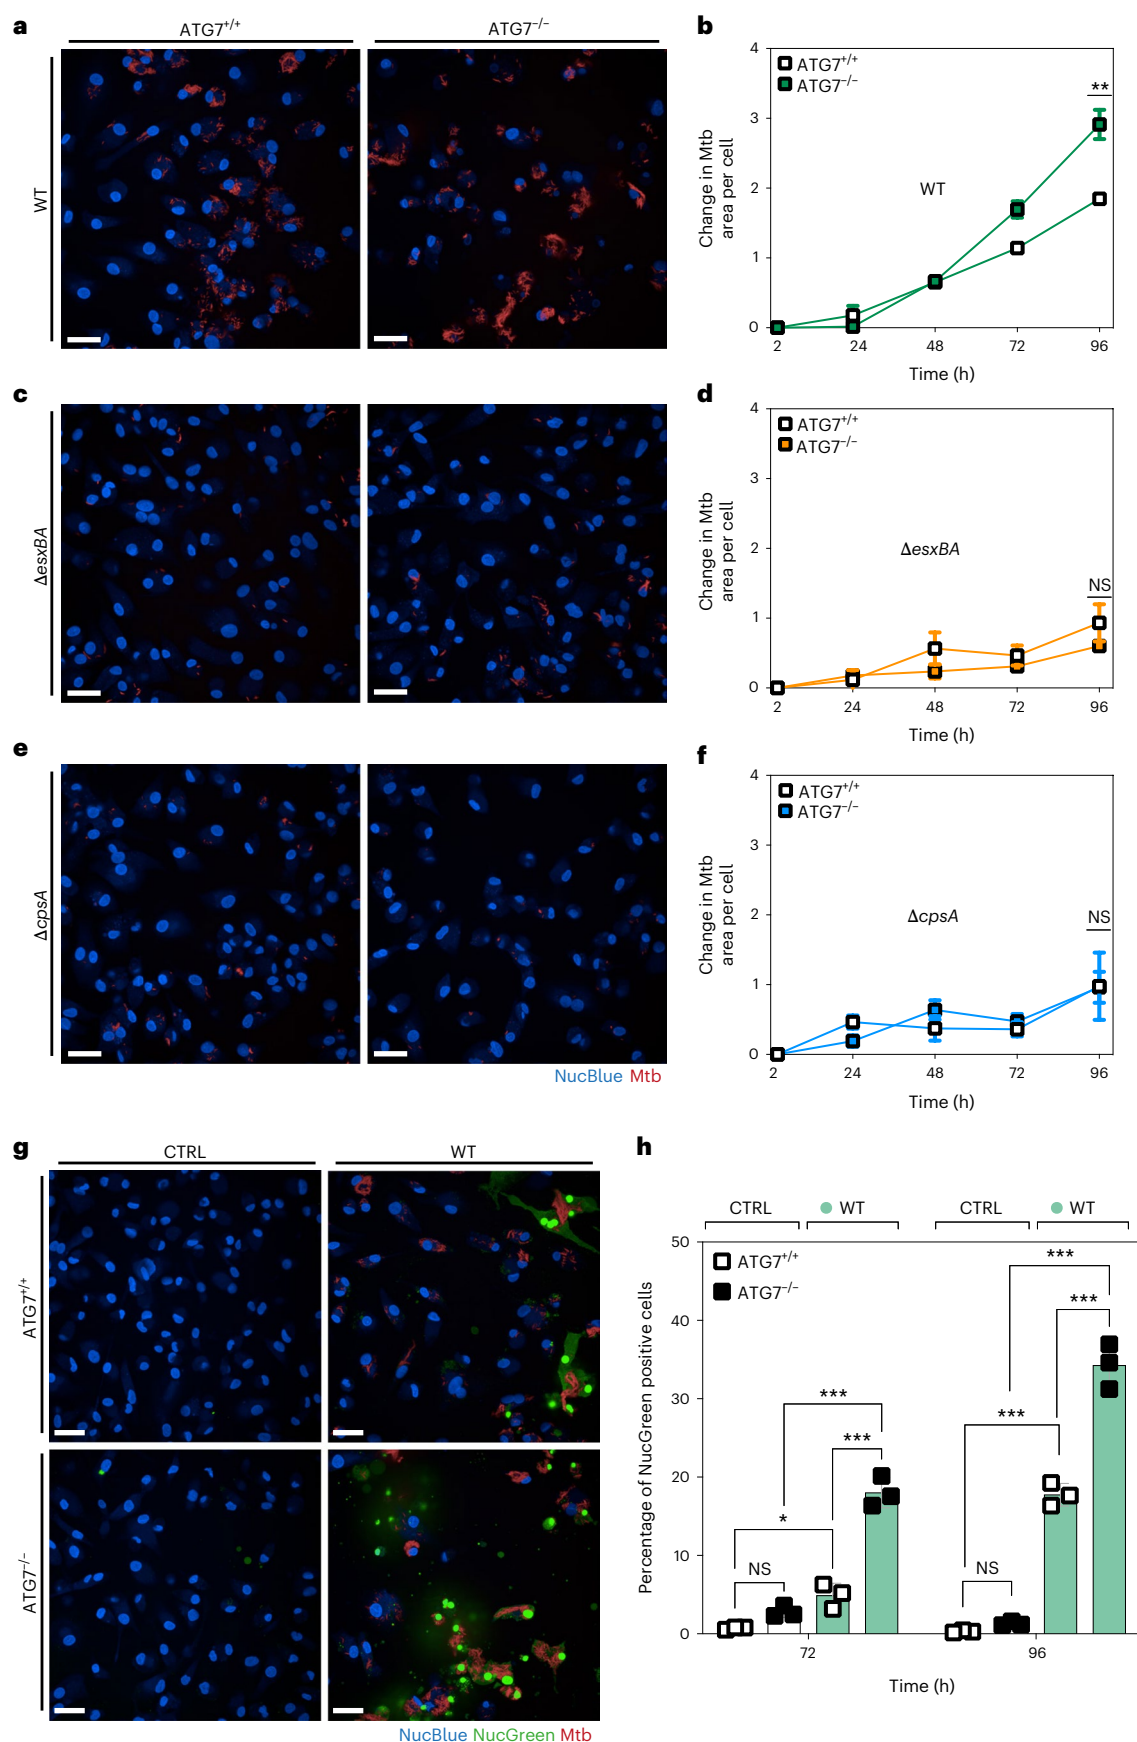 a
ATG7+/+
ATG7−/−
WT
b
4
3
2
1
0
Change in Mtb
area per cell
ATG7+/+
ATG7−/−
WT
**
2 24 48 72 96
Time (h)
c
ΔesxBA
d
4
3
2
1
0
Change in Mtb
area per cell
ATG7+/+
ATG7−/−
ΔesxBA
NS
2 24 48 72 96
Time (h)
e
ΔcpsA
NucBlue Mtb
f
4
3
2
1
0
Change in Mtb
area per cell
ATG7+/+
ATG7−/−
ΔcpsA
NS
2 24 48 72 96
Time (h)
g
CTRL WT
ATG7+/+
ATG7−/−
NucBlue NucGreen Mtb
h
CTRL WT CTRL WT
50
40
30
20
10
0
Percentage of NucGreen positive cells
ATG7+/+
ATG7−/−
***
***
***
***
***
*
NS
NS
72 96
Time (h)